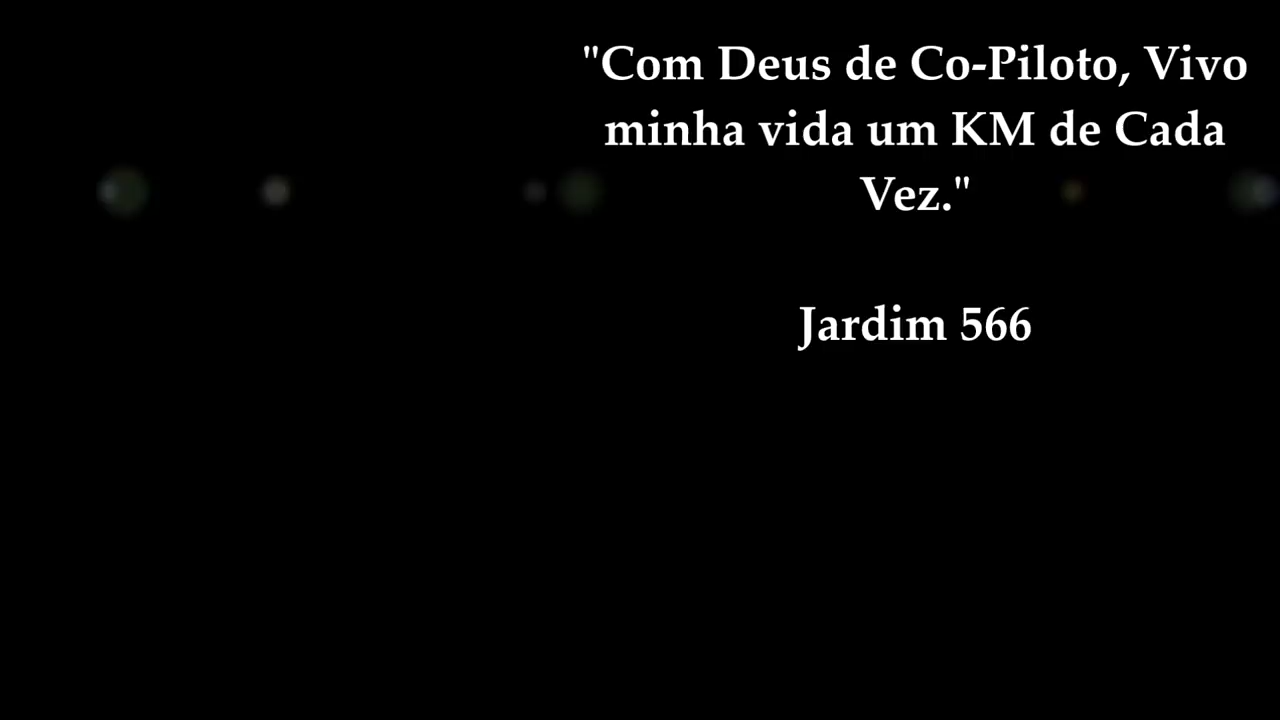 "Com Deus de Co-Piloto, Vivo
minha vida um KM de Cada
Vez."
Jardim 566